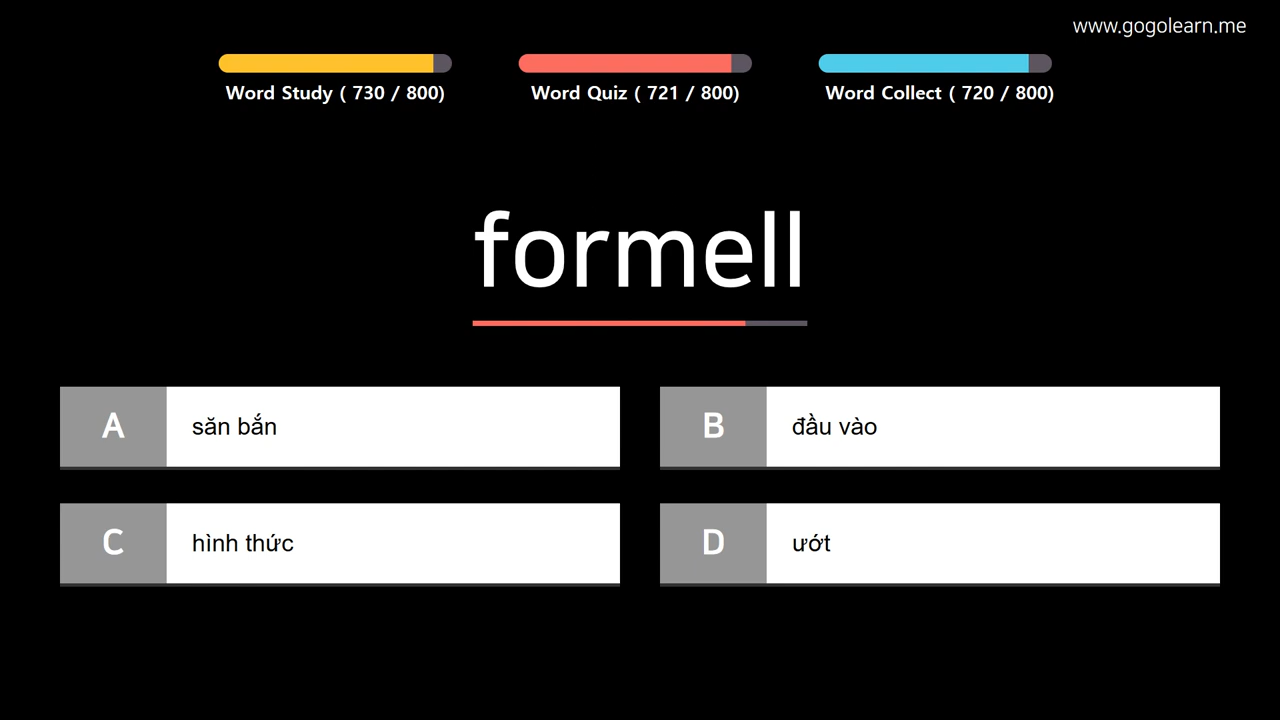 www.gogolearn.me
Word Study ( 730 / 800)
Word Quiz ( 721 / 800)
Word Collect ( 720 / 800)
formell
A săn bắn
B đầu vào
C hình thức
D ướt